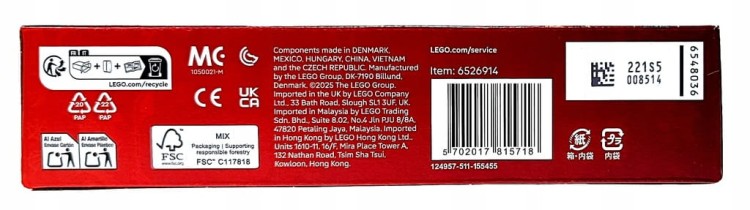 LEGO.com/recycle
20
PAP
22
PAP
Al Azul
Envase Cartón
Al Amarillo
Envase Plástico
1050021-M
UK
CA
FSC
MIX
Packaging | Supporting
responsible forestry
FSC™ C117818
Components made in DENMARK,
MEXICO, HUNGARY, CHINA, VIETNAM
and the CZECH REPUBLIC. Manufactured
by the LEGO Group, DK-7190 Billund,
Denmark. ©2025 The LEGO Group.
Imported in the UK by LEGO Company
Ltd., 33 Bath Road, Slough SL1 3UF, UK.
Imported in Malaysia by LEGO Trading
Sdn. Bhd., Suite 8.02, No.4 Jln PJU 8/8A,
47820 Petaling Jaya, Malaysia. Imported
in Hong Kong by LEGO Hong Kong Ltd.,
Units 1610-11, 16/F, Mira Place Tower A,
132 Nathan Road, Tsim Sha Tsui,
Kowloon, Hong Kong.
LEGO.com/service
Item: 6526914
5 702017 815718
124957-511-155455
221S5
008514
6548036
紙
箱・内袋
プラ
内袋